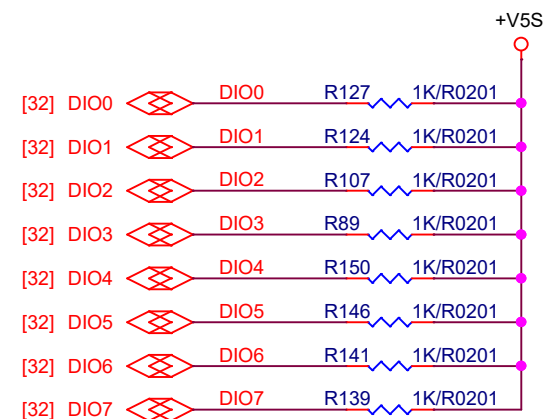 +V5S
[32] DIO0 DIO0 R127 1K/R0201
[32] DIO1 DIO1 R124 1K/R0201
[32] DIO2 DIO2 R107 1K/R0201
[32] DIO3 DIO3 R89 1K/R0201
[32] DIO4 DIO4 R150 1K/R0201
[32] DIO5 DIO5 R146 1K/R0201
[32] DIO6 DIO6 R141 1K/R0201
[32] DIO7 DIO7 R139 1K/R0201